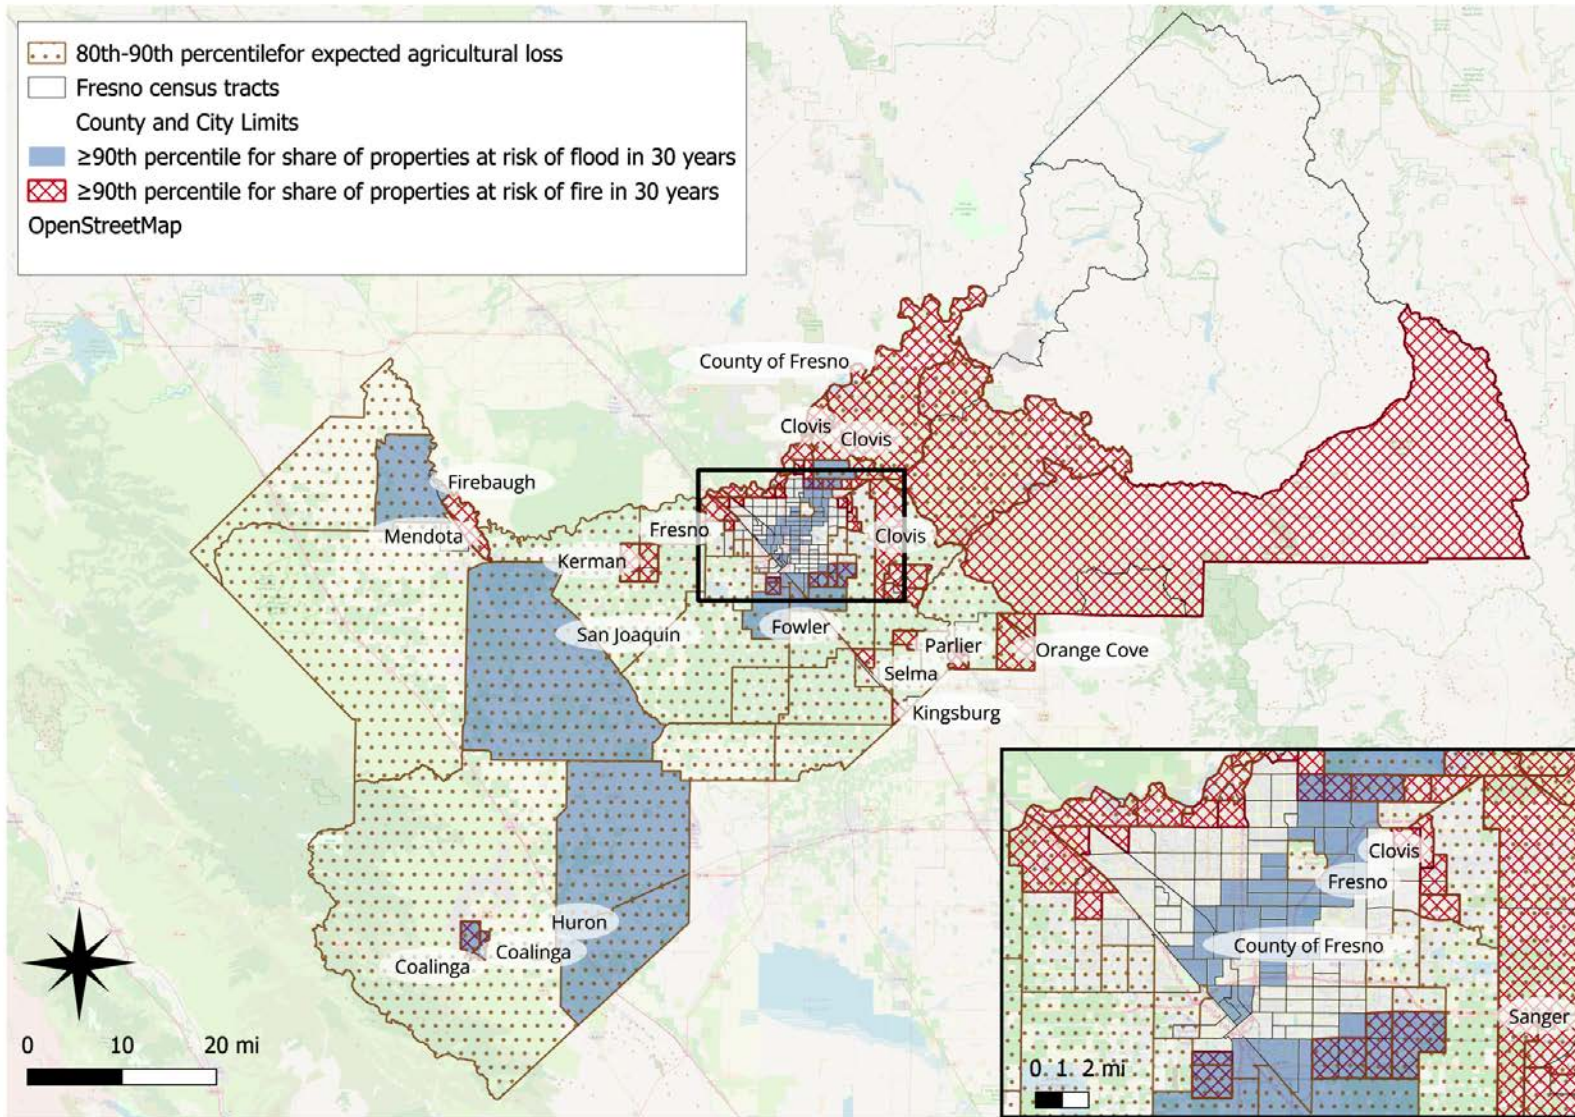 80th-90th percentilefor expected agricultural loss
Fresno census tracts
County and City Limits
≥90th percentile for share of properties at risk of flood in 30 years
≥90th percentile for share of properties at risk of fire in 30 years
OpenStreetMap
County of Fresno
Clovis
Clovis
Firebaugh
Mendota
Fresno
Clovis
Kerman
San Joaquin
Fowler
Parlier
Orange Cove
Selma
Kingsburg
Huron
Coalinga
Coalinga
0 10 20 mi
Clovis
Fresno
County of Fresno
Sanger
0. 1. 2 mi